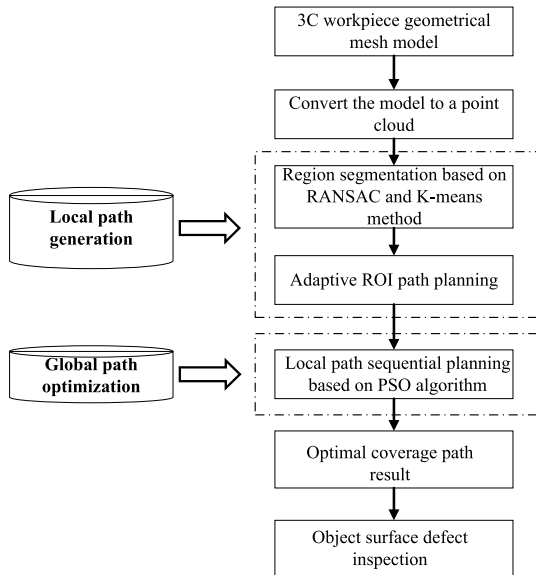 3C workpiece geometrical
mesh model
Convert the model to a point
cloud
Region segmentation based on
RANSAC and K-means
method
Local path
generation
Adaptive ROI path planning
Global path
optimization
Local path sequential planning
based on PSO algorithm
Optimal coverage path
result
Object surface defect
inspection